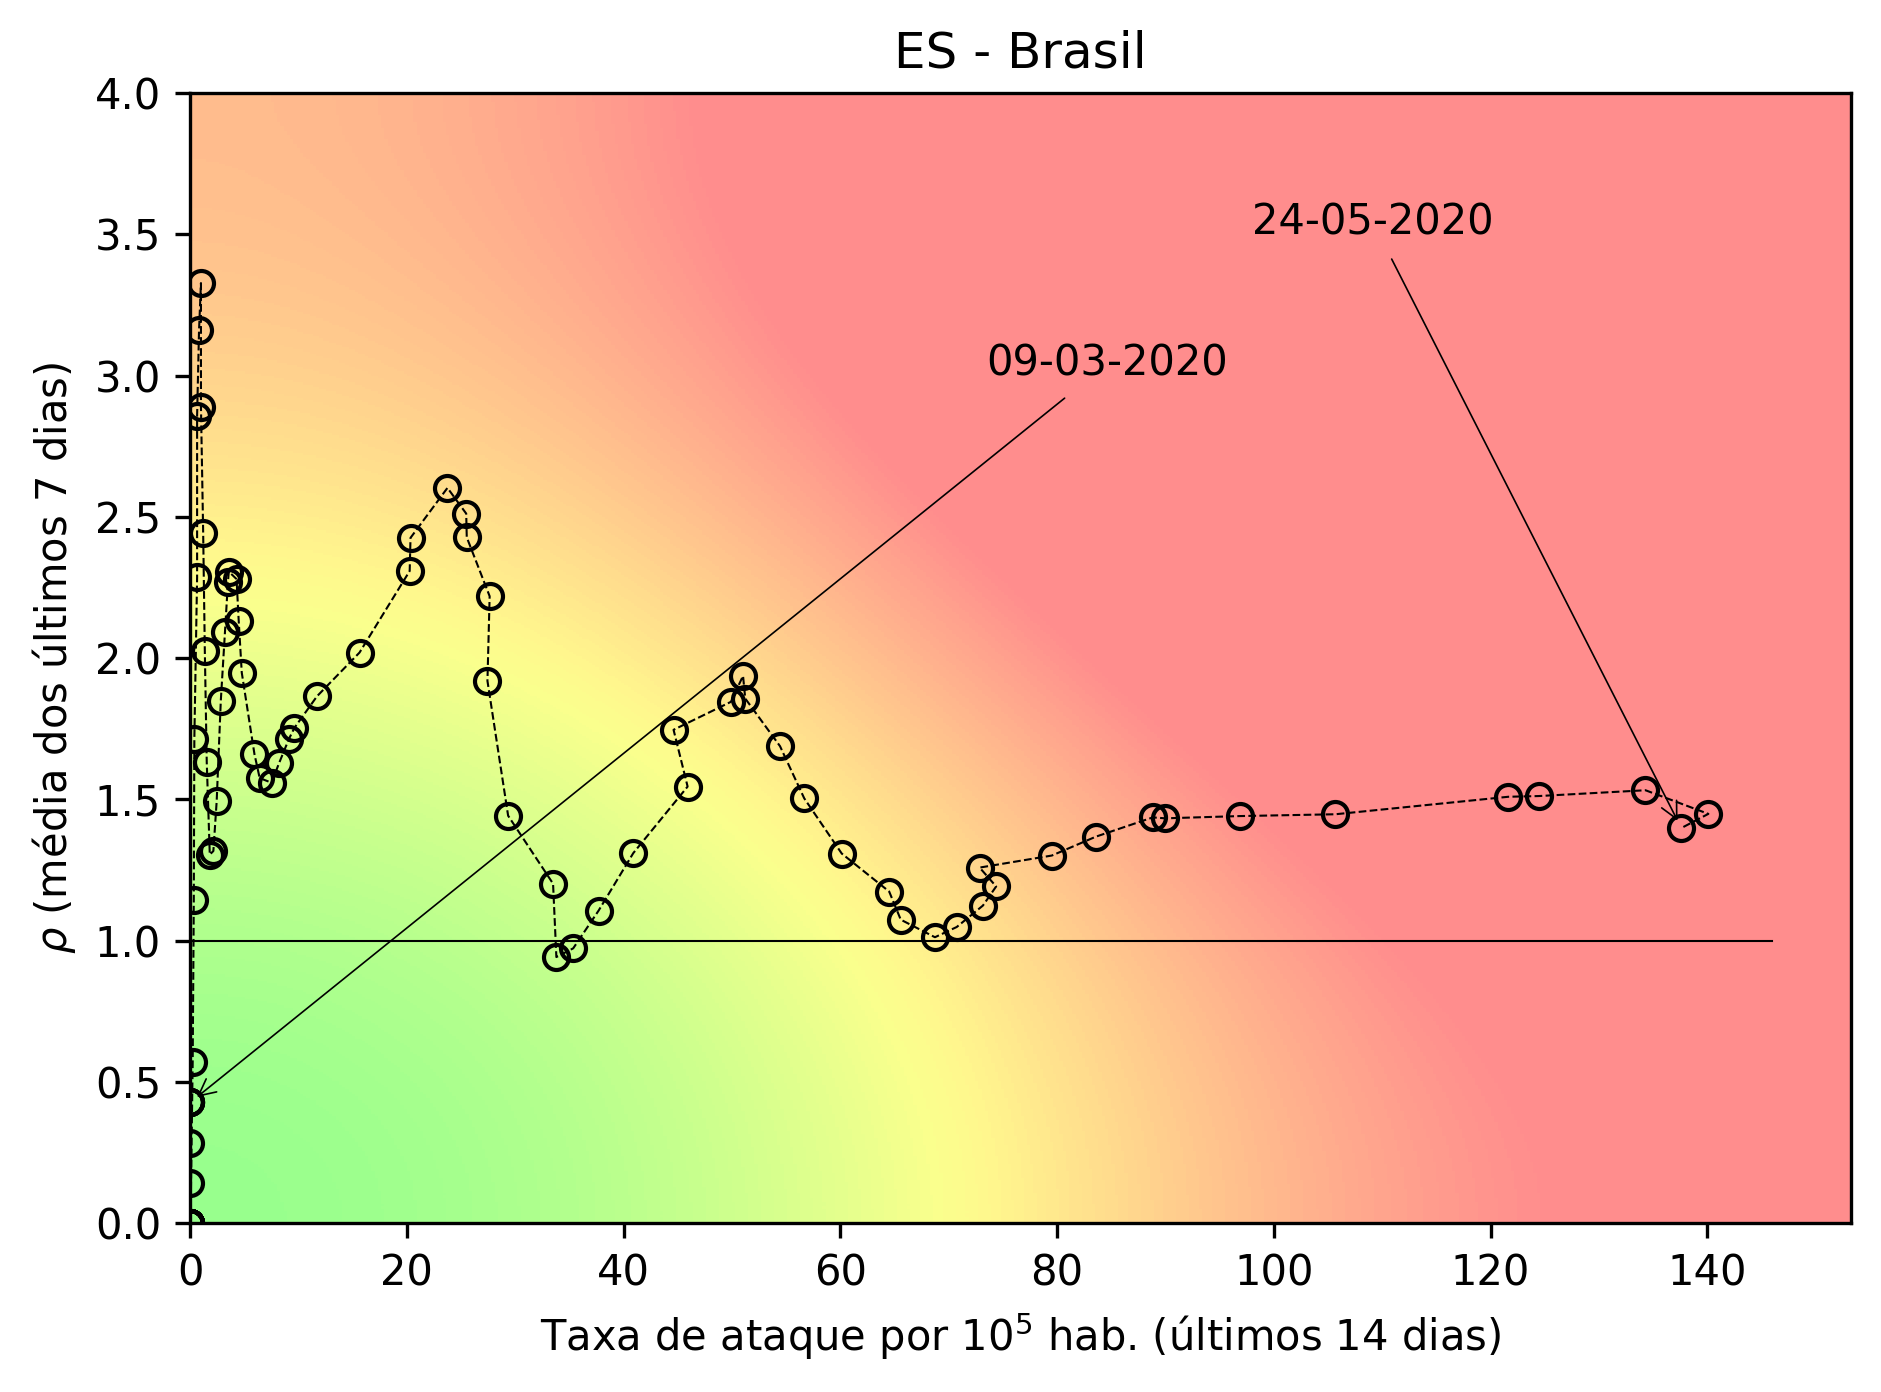 ES - Brasil
4.0
3.5
3.0
2.5
2.0
1.5
1.0
0.5
0.0
ρ (média dos últimos 7 dias)
24-05-2020
09-03-2020
0 20 40 60 80 100 120 140
Taxa de ataque por 10⁵ hab. (últimos 14 dias)